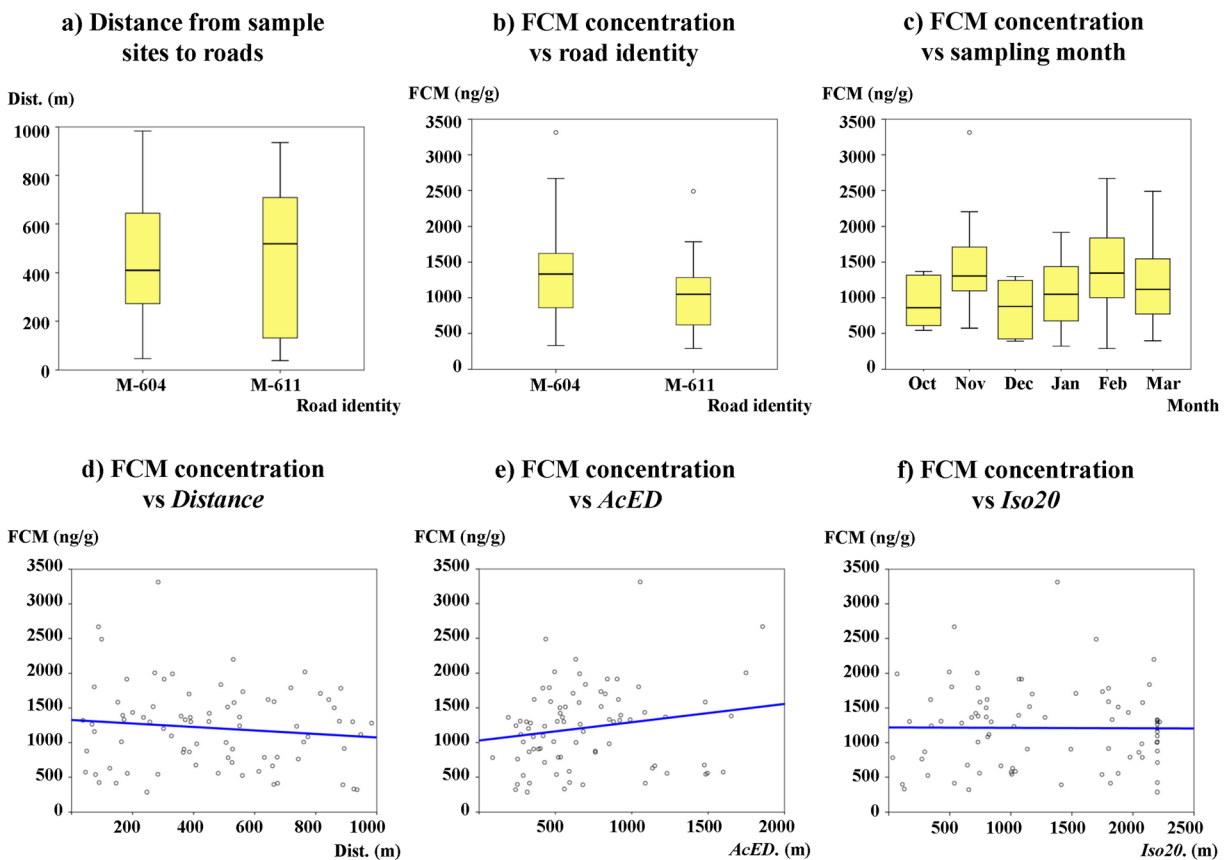 a) Distance from sample
sites to roads
Dist. (m)
1000
800
600
400
200
0
M-604
M-611
Road identity
b) FCM concentration
vs road identity
FCM (ng/g)
3500
3000
2500
2000
1500
1000
500
0
M-604
M-611
Road identity
c) FCM concentration
vs sampling month
FCM (ng/g)
3500
3000
2500
2000
1500
1000
500
0
Oct
Nov
Dec
Jan
Feb
Mar
Month
d) FCM concentration
vs Distance
FCM (ng/g)
3500
3000
2500
2000
1500
1000
500
0
200
400
600
800
1000
Dist. (m)
e) FCM concentration
vs AcED
FCM (ng/g)
3500
3000
2500
2000
1500
1000
500
0
500
1000
1500
2000
AcED. (m)
f) FCM concentration
vs Iso20
FCM (ng/g)
3500
3000
2500
2000
1500
1000
500
0
500
1000
1500
2000
2500
Iso20. (m)